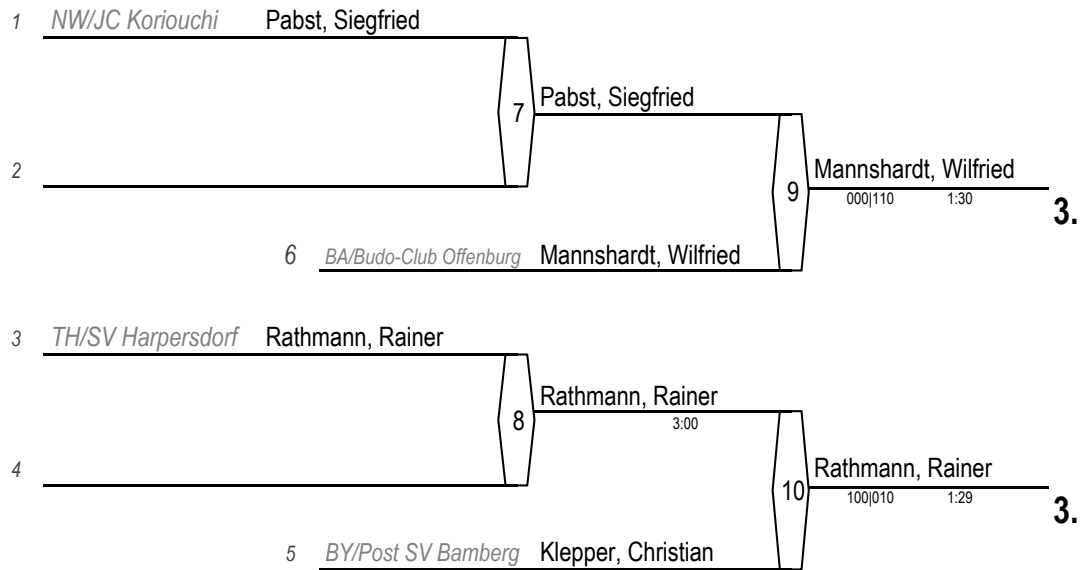 1 NW/JC Koriouchi Pabst, Siegfried
7 Pabst, Siegfried
2
9 Mannshardt, Wilfried
000|110 1:30
3.
6 BA/Budo-Club Offenburg Mannshardt, Wilfried
3 TH/SV Harpersdorf Rathmann, Rainer
8 Rathmann, Rainer
3:00
4
10 Rathmann, Rainer
100|010 1:29
3.
5 BY/Post SV Bamberg Klepper, Christian